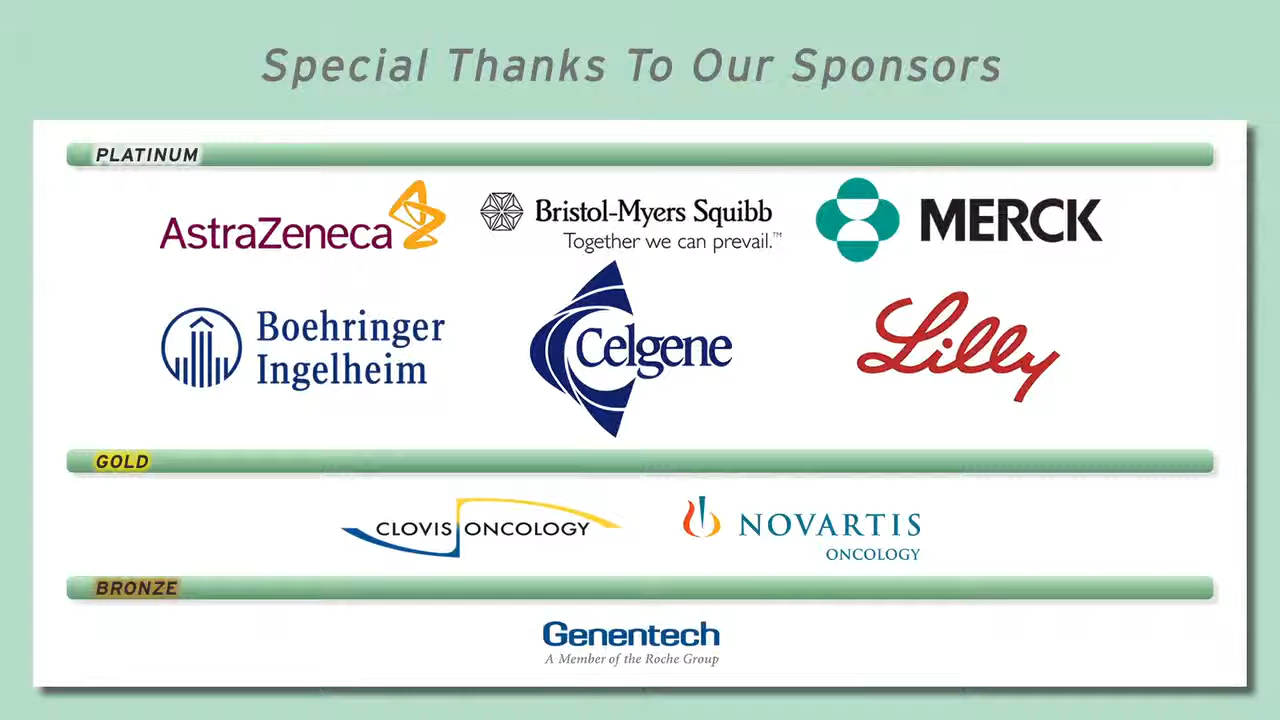 Special Thanks To Our Sponsors
PLATINUM
AstraZeneca
Bristol-Myers Squibb
Together we can prevail.™
MERCK
Boehringer
Ingelheim
Celgene
Lilly
GOLD
CLOVIS ONCOLOGY
NOVARTIS
ONCOLOGY
BRONZE
Genentech
A Member of the Roche Group